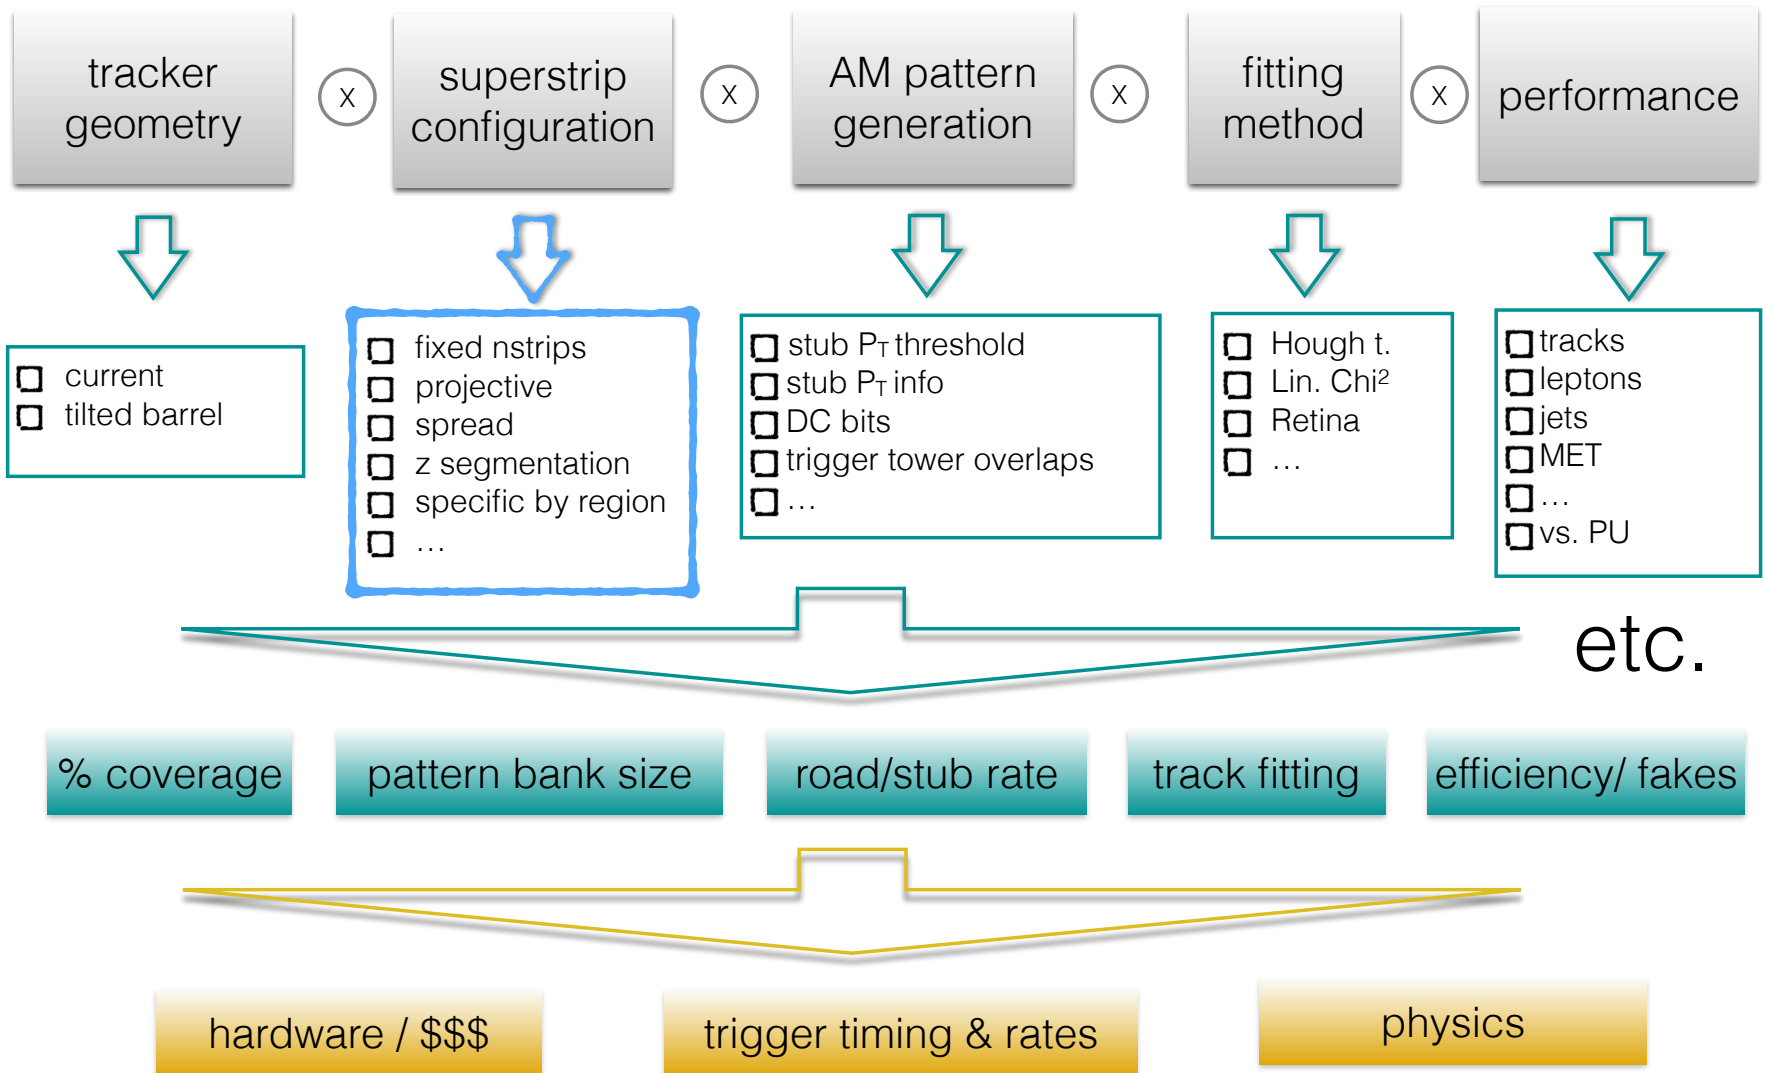 tracker
geometry
x
superstrip
configuration
x
AM pattern
generation
x
fitting
method
x
performance
current
tilted barrel
fixed nstrips
projective
spread
z segmentation
specific by region
…
stub PT threshold
stub PT info
DC bits
trigger tower overlaps
…
Hough t.
Lin. Chi²
Retina
…
tracks
leptons
jets
MET
…
vs. PU
etc.
% coverage
pattern bank size
road/stub rate
track fitting
efficiency/ fakes
hardware / $$$
trigger timing & rates
physics